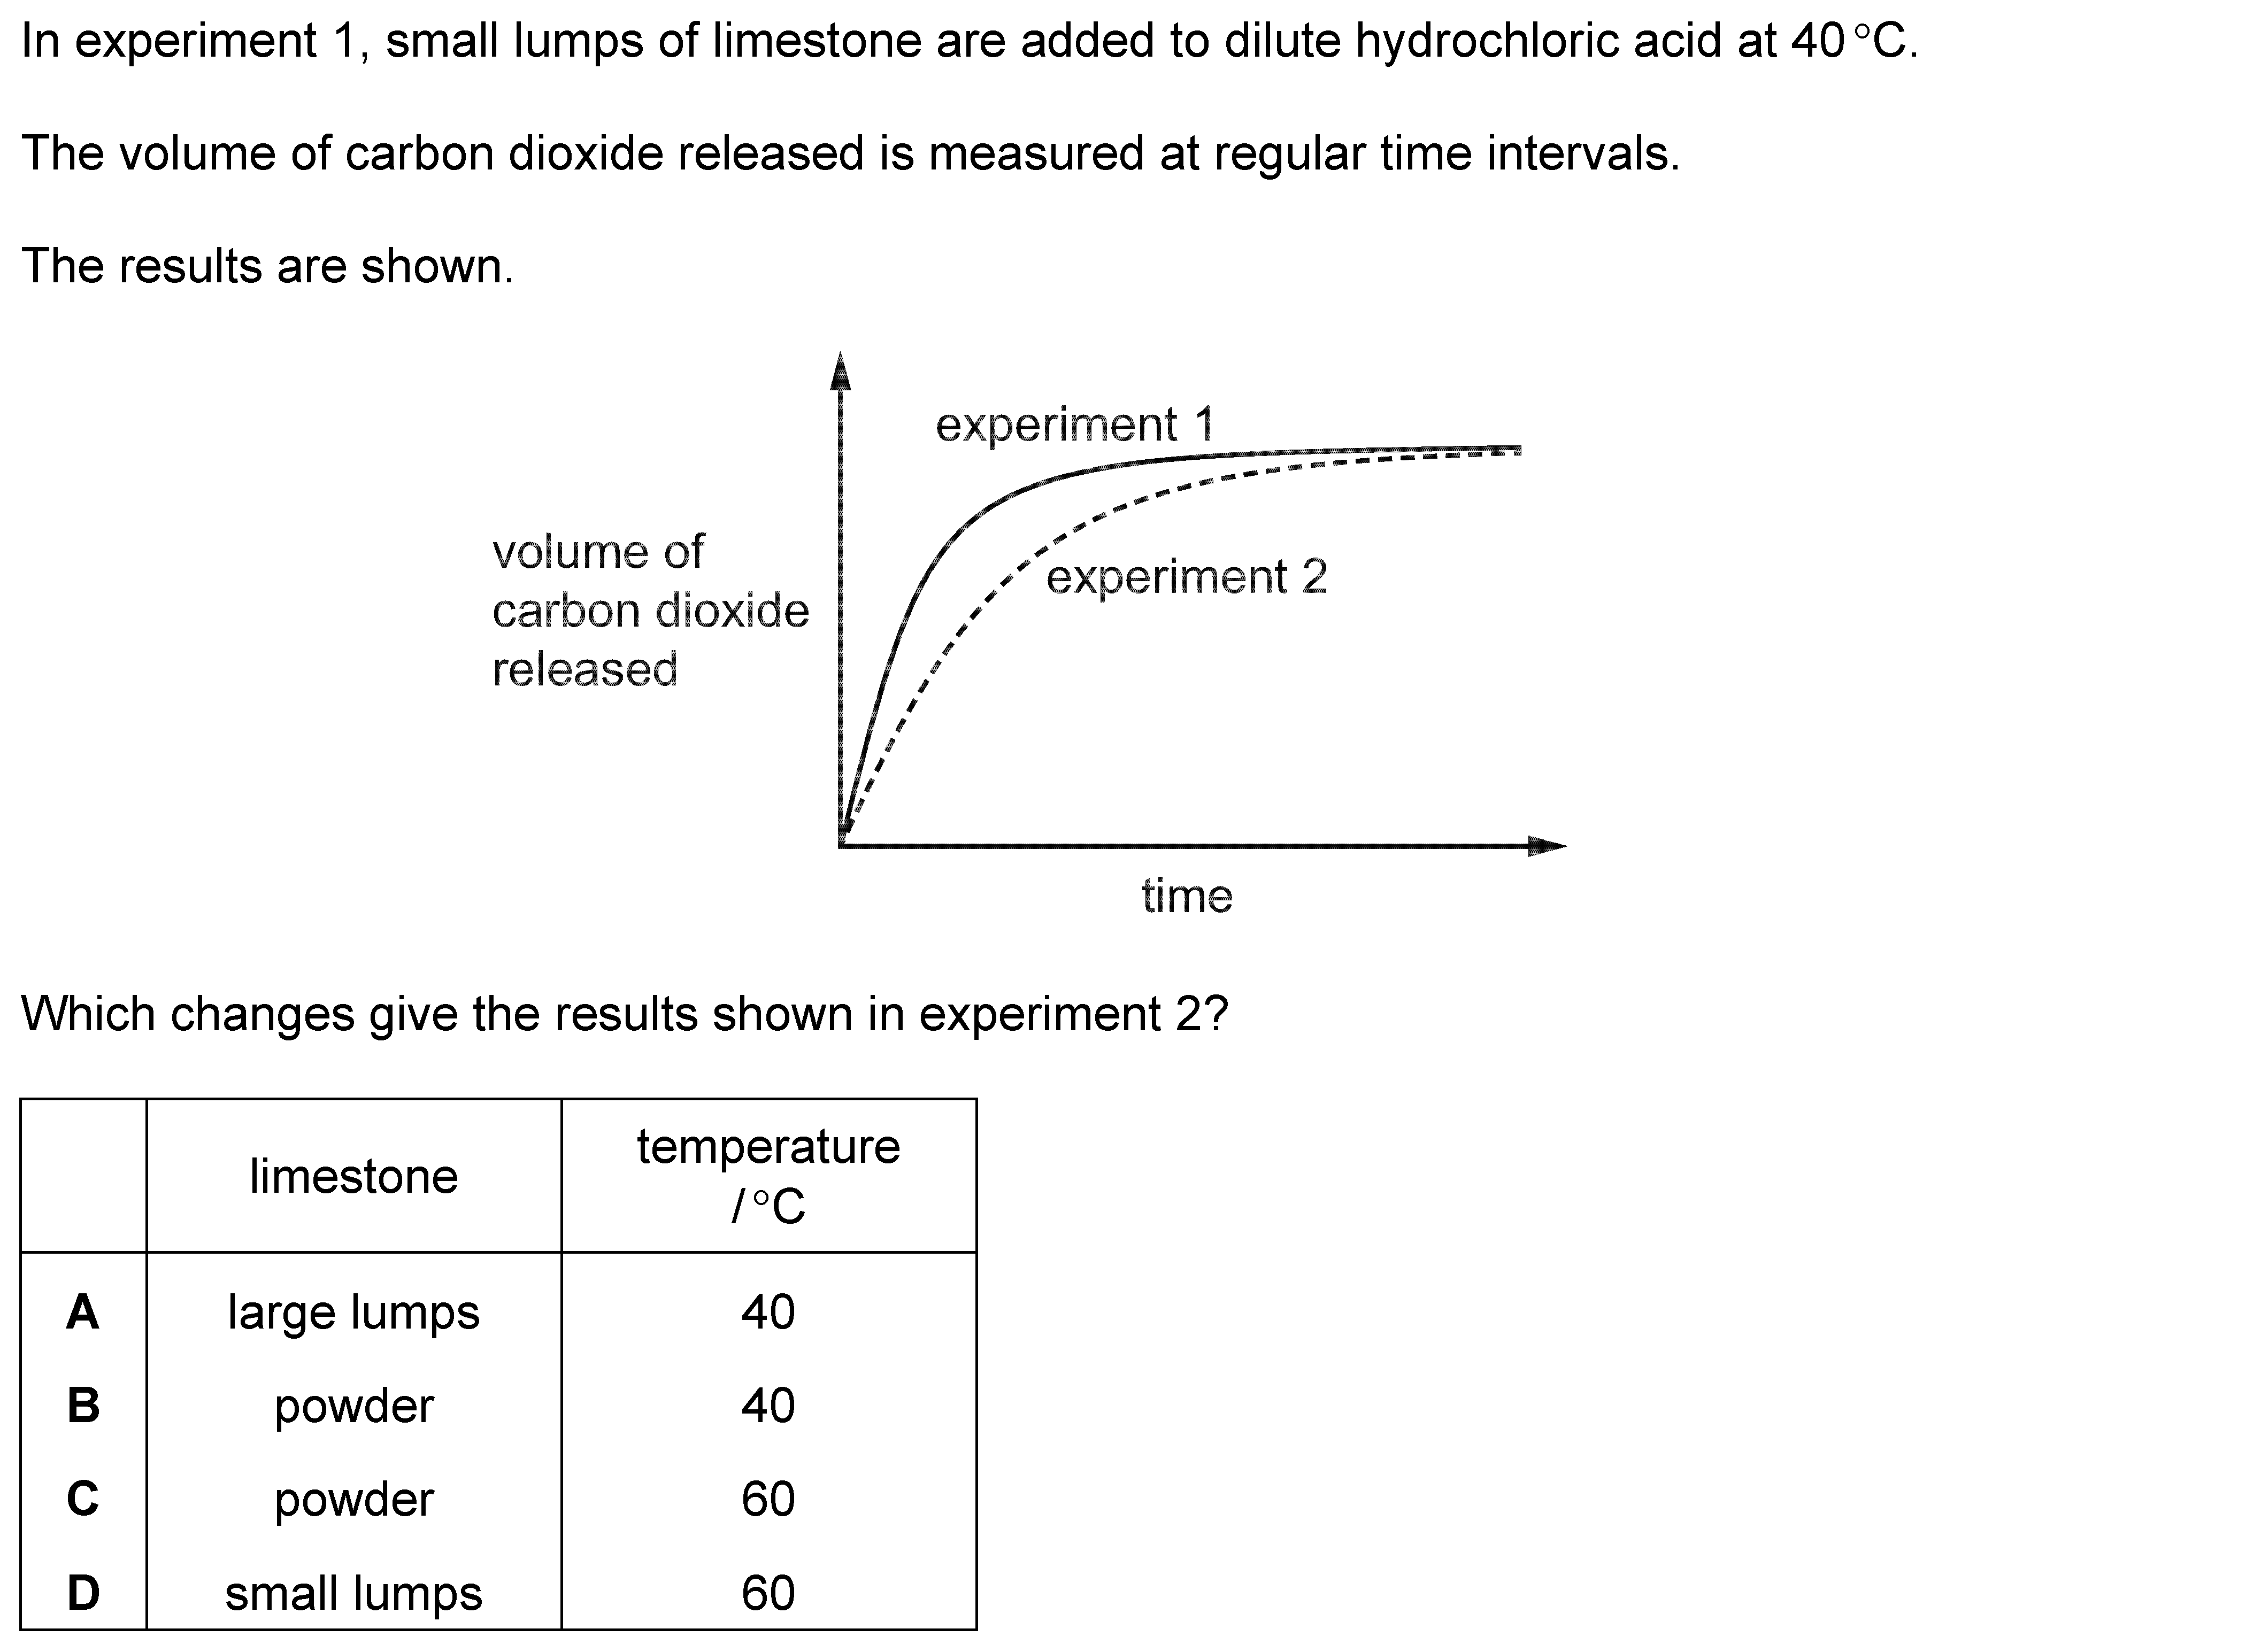 In experiment 1, small lumps of limestone are added to dilute hydrochloric acid at 40 °C.
The volume of carbon dioxide released is measured at regular time intervals.
The results are shown.
experiment 1
volume of
carbon dioxide
released
experiment 2
time
Which changes give the results shown in experiment 2?
limestone
temperature
/ °C
A large lumps 40
B powder 40
C powder 60
D small lumps 60